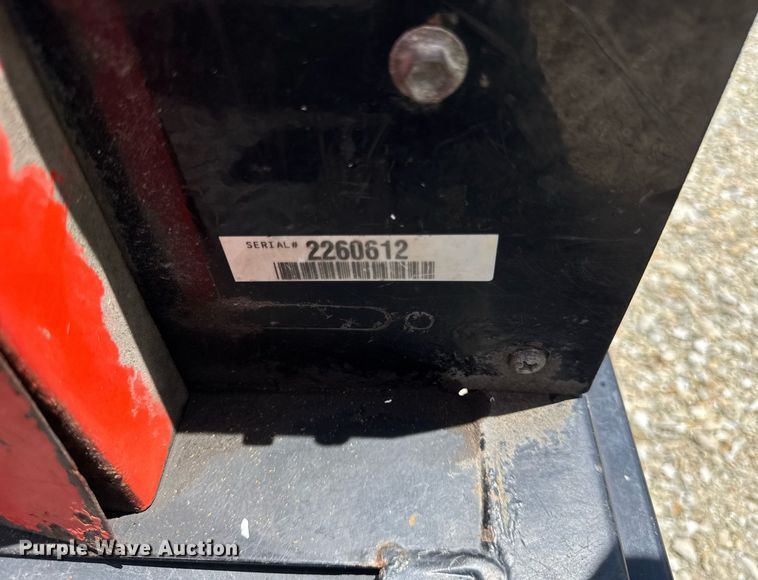 SERIAL# 2260612
Purple Wave Auction